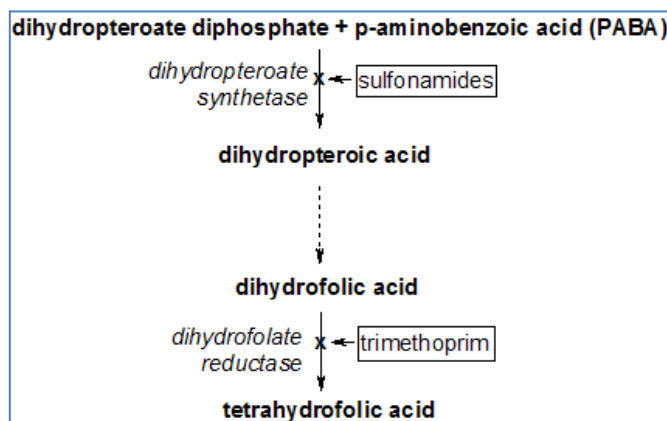 dihydropteroate diphosphate + p-aminobenzoic acid (PABA)
dihydropteroate
synthetase
x
sulfonamides
dihydropteroic acid
dihydrofolic acid
dihydrofolate
reductase
x
trimethoprim
tetrahydrofolic acid